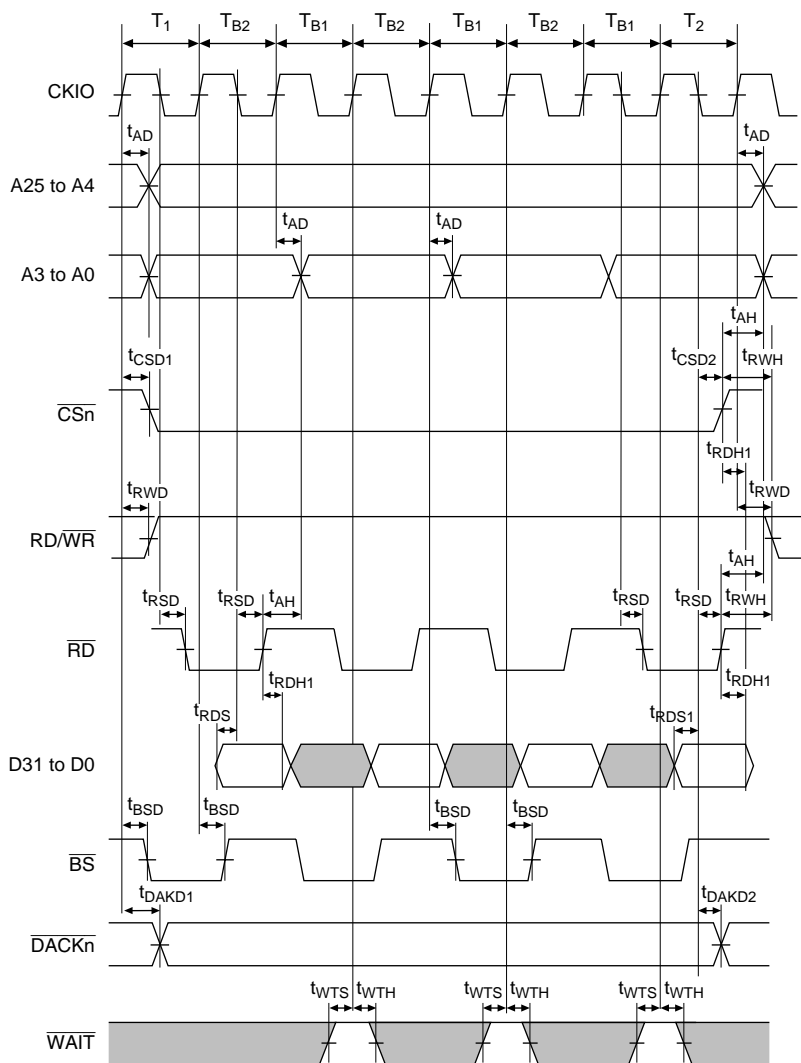 T1 TB2 TB1 TB2 TB1 TB2 TB1 T2
CKIO
tAD tAD
A25 to A4
tAD tAD
A3 to A0
tAH
tCSD1 tCSD2 tRWH
CSn
tRDH1
tRWD tRWD
RD/WR
tAH
tRSD tRSD tAH tRSD tRSD tRWH
RD
tRDH1 tRDH1
tRDS tRDS1
D31 to D0
tBSD tBSD tBSD tBSD
BS
tDAKD1 tDAKD2
DACKn
tWTS tWTH tWTS tWTH tWTS tWTH
WAIT